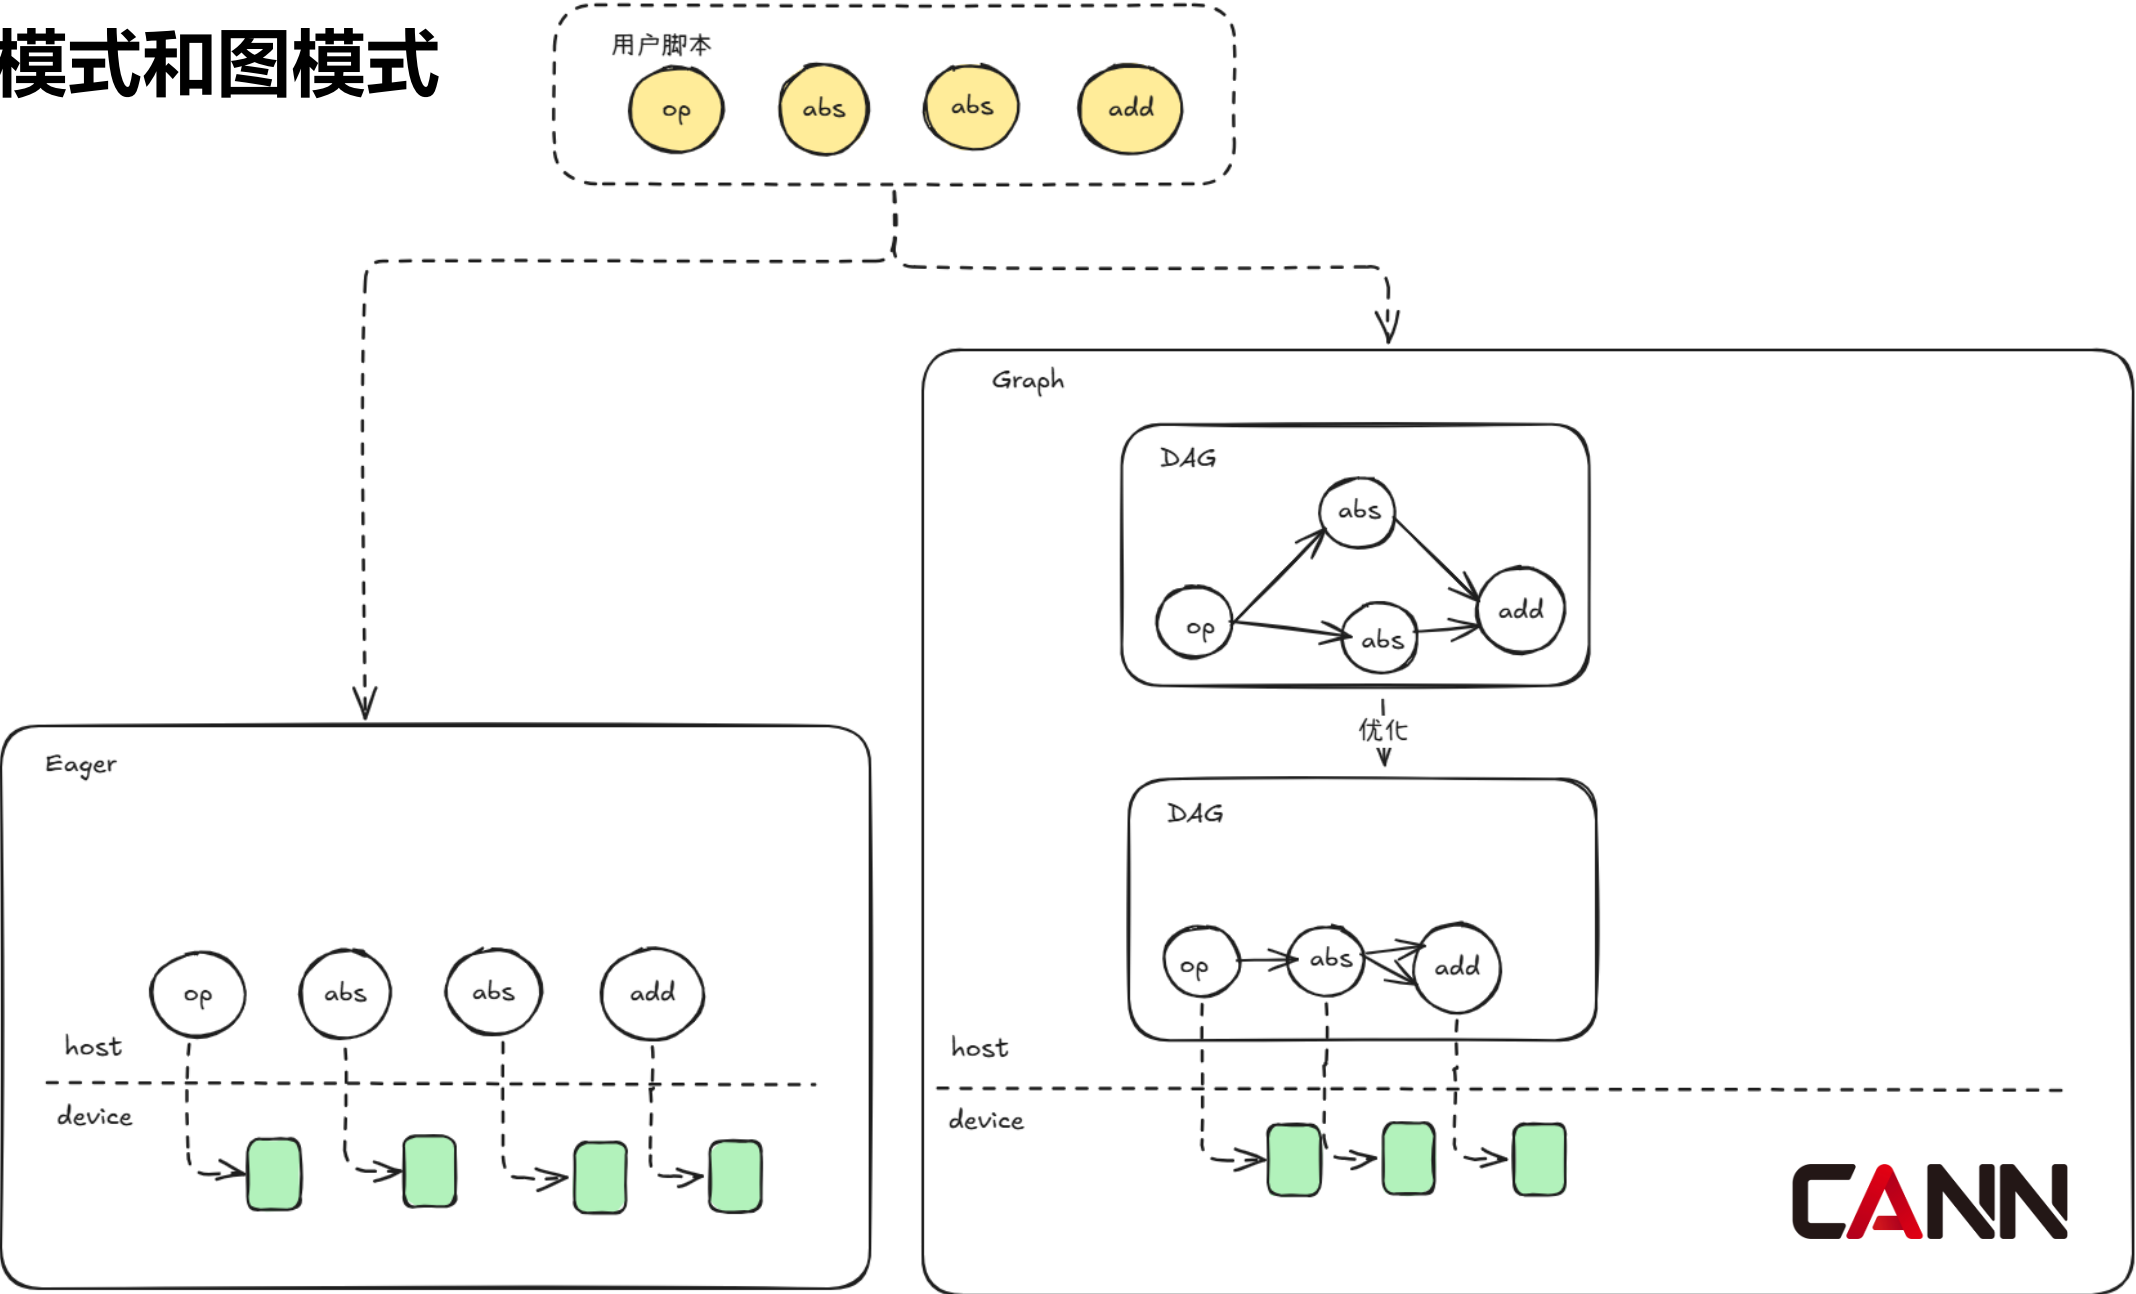 模式和图模式
用户脚本
op abs abs add
Graph
DAG
abs
op abs add
优化
Eager
DAG
op abs abs add
op abs add
host
host
device
device
CANN